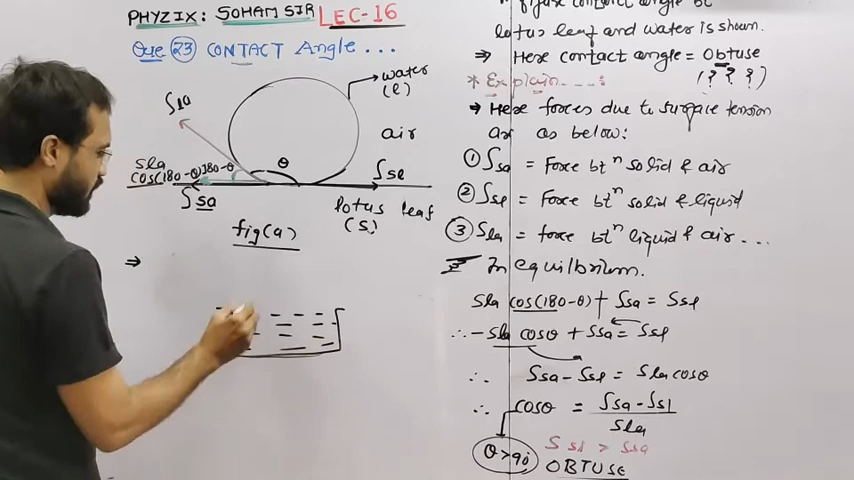 PHYZIX: SOHAM SIR LEC-16
Que 23 CONTACT Angle...
water
(l)
Sla
air
θ
Sla
cos(180-θ) 180-θ
Ssl
Ssa
lotus leaf
(S)
fig(a)
⇒
contact angle bt
lotus leaf and water is shown.
⇒ Here contact angle = Obtuse
(? ? ?)
* Explain....:
→ Here forces due to surface tension
are as below:
① Ssa = Force btⁿ solid & air
② Ssl = Force btⁿ solid & liquid
③ Sla = force btⁿ liquid & air...
In equilbrium.
Sla cos(180-θ) + Ssa = Ssl
∴ -Sla cosθ + Ssa = Ssl
∴ Ssa - Ssl = Sla cosθ
∴ cosθ = Ssa - Ssl / Sla
θ > 90 Ssl > Ssa
OBTUSE